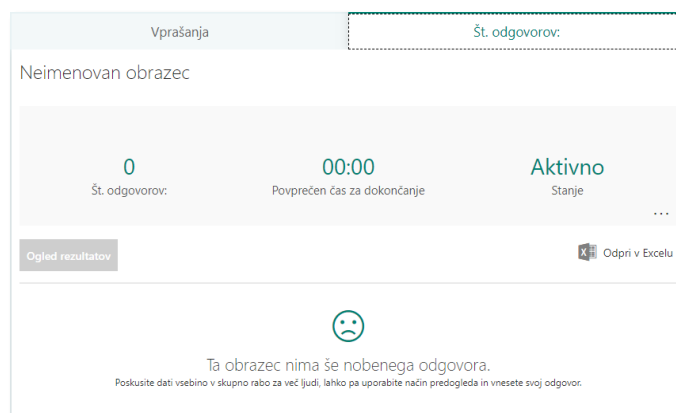 Vprašanja
Št. odgovorov:
Neimenovan obrazec
0
00:00
Aktivno
Št. odgovorov:
Povprečen čas za dokončanje
Stanje
...
Ogled rezultatov
Odpri v Excelu
Ta obrazec nima še nobenega odgovora.
Poskusite dati vsebino v skupno rabo za več ljudi, lahko pa uporabite način predogleda in vnesete svoj odgovor.